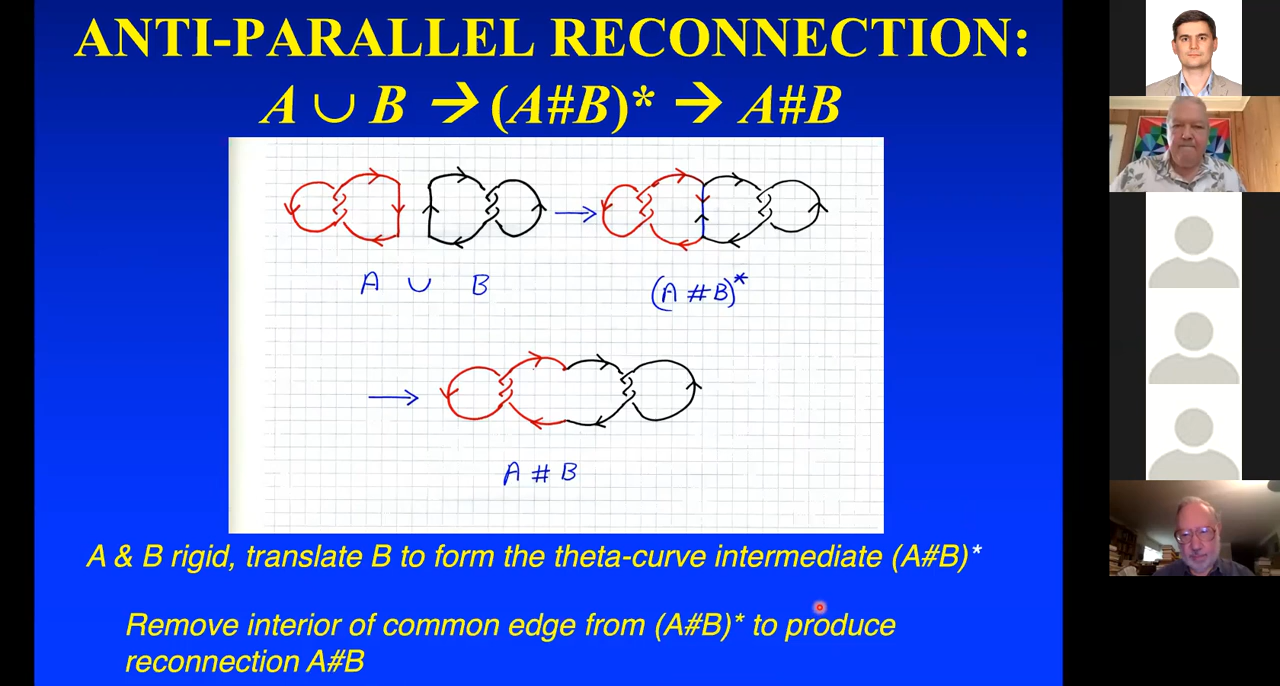 ANTI-PARALLEL RECONNECTION:
A ∪ B → (A#B)* → A#B
A ∪ B
(A # B)*
A # B
A & B rigid, translate B to form the theta-curve intermediate (A#B)*
Remove interior of common edge from (A#B)* to produce
reconnection A#B